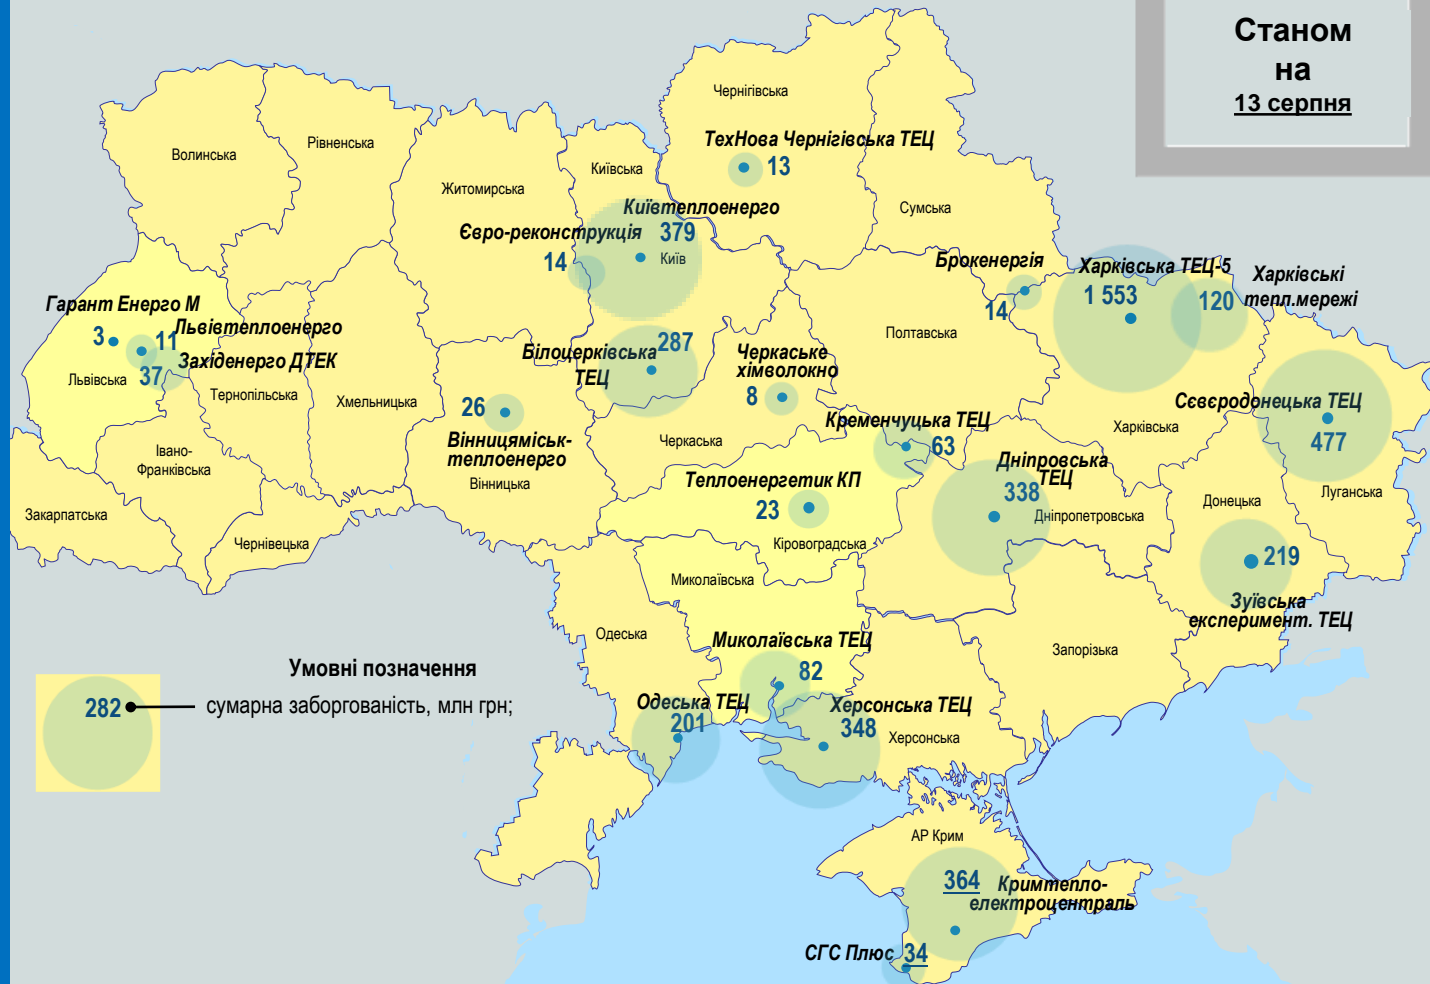 Станом
на
13 серпня
Чернігівська
ТехНова Чернігівська ТЕЦ
13
Волинська
Рівненська
Житомирська
Київська
Сумська
Київтеплоенерго
379
Київ
Євро-реконструкція
14
Брокенергія
14
Харківська ТЕЦ-5
1 553
Харківські
тепл.мережі
120
Гарант Енерго М
3
11
Львівтеплоенерго
Західенерго ДТЕК
37
Львівська
Тернопільська
Хмельницька
Полтавська
Білоцерківська
ТЕЦ
287
Черкаське
хімволокно
8
26
Вінницяміськ-
теплоенерго
Вінницька
Черкаська
Кременчуцька ТЕЦ
63
Харківська
Сєвєродонецька ТЕЦ
477
Луганська
Івано-
Франківська
Закарпатська
Чернівецька
Теплоенергетик КП
23
Кіровоградська
Дніпровська
ТЕЦ
338
Дніпропетровська
Донецька
219
Зуївська
експеримент. ТЕЦ
Миколаївська
Одеська
Миколаївська ТЕЦ
82
Запорізька
Одеська ТЕЦ
201
Херсонська ТЕЦ
348
Херсонська
Умовні позначення
282
сумарна заборгованість, млн грн;
АР Крим
364
Кримтепло-
електроцентраль
СГС Плюс
34